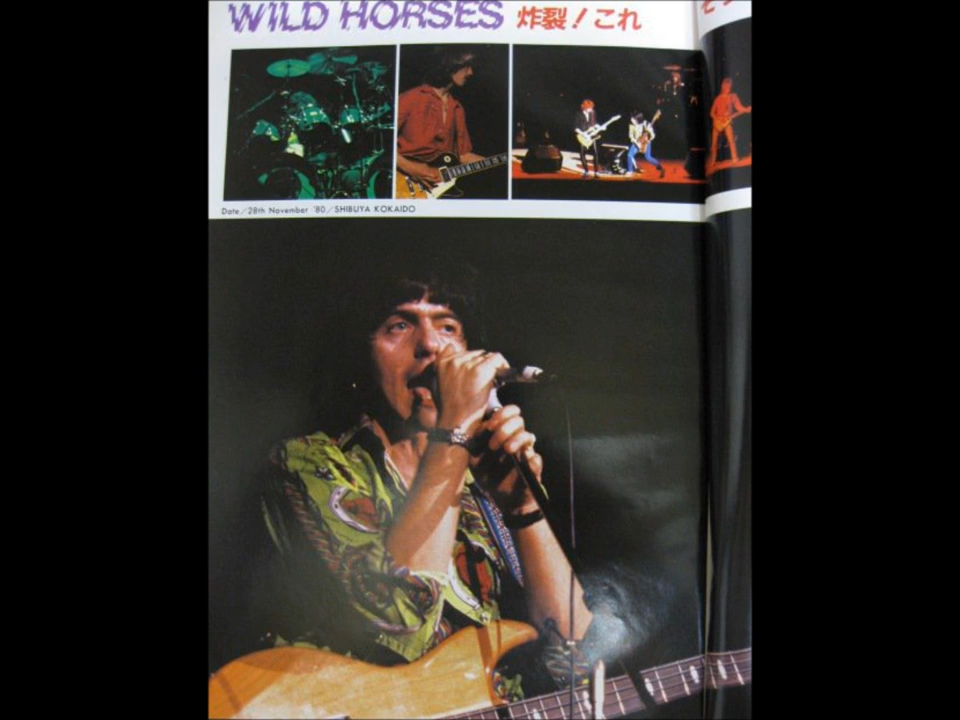 WILD HORSES 炸裂!これ
Date/28th November '80/SHIBUYA KOKAIDO